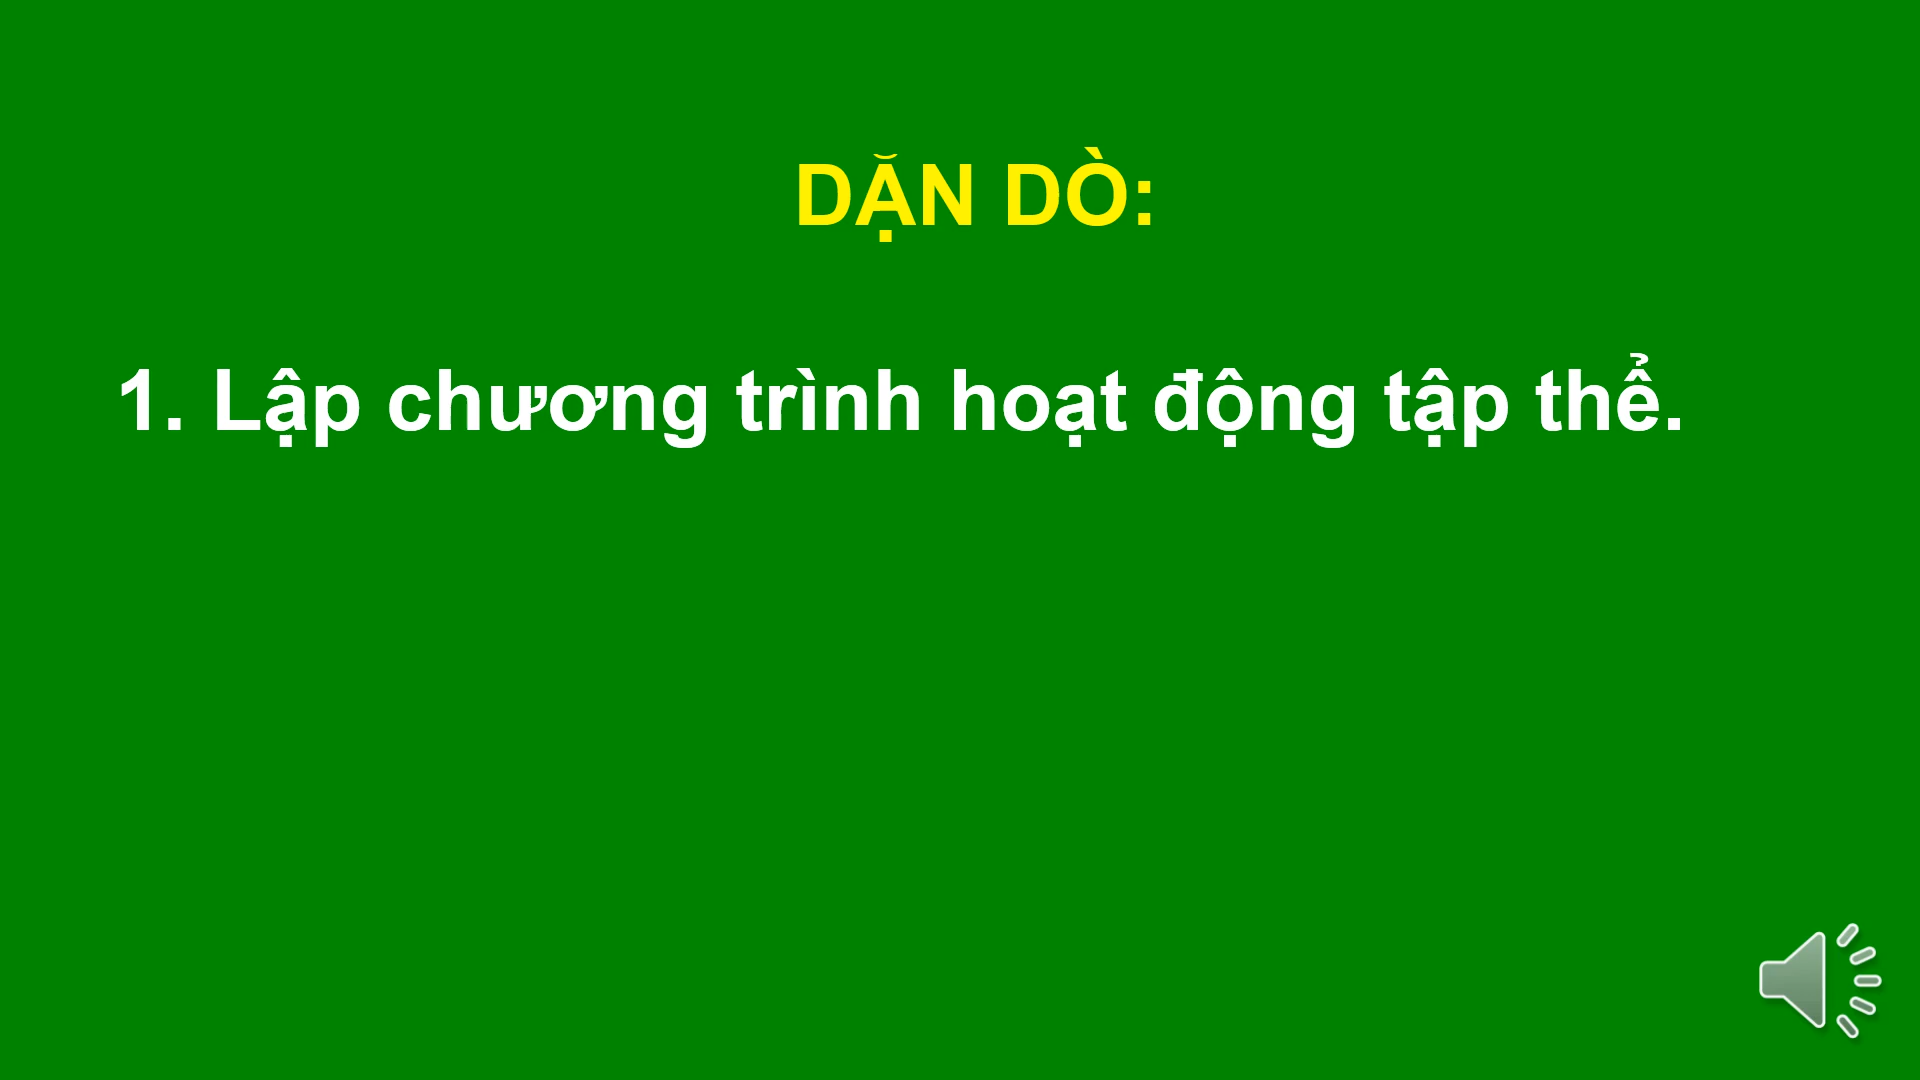 DẶN DÒ:
1. Lập chương trình hoạt động tập thể.